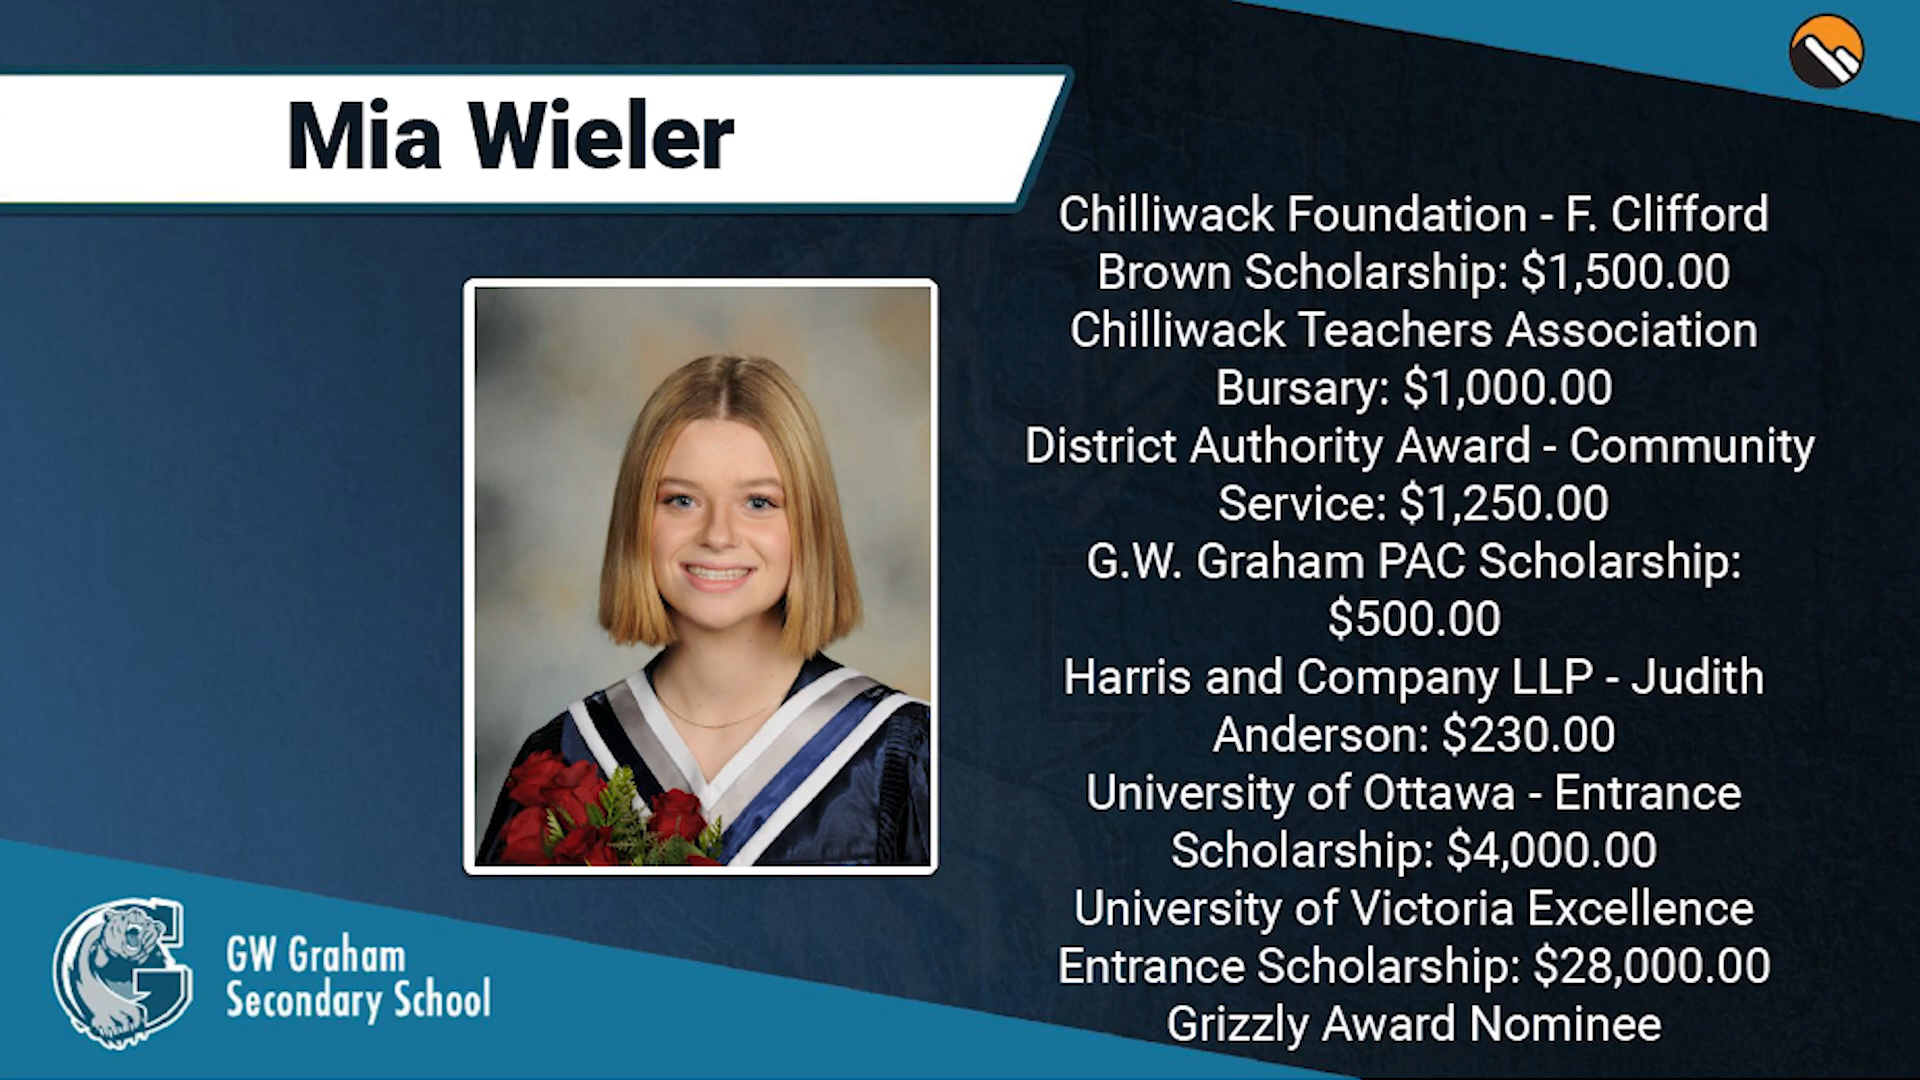 Mia Wieler
Chilliwack Foundation - F. Clifford
Brown Scholarship: $1,500.00
Chilliwack Teachers Association
Bursary: $1,000.00
District Authority Award - Community
Service: $1,250.00
G.W. Graham PAC Scholarship:
$500.00
Harris and Company LLP - Judith
Anderson: $230.00
University of Ottawa - Entrance
Scholarship: $4,000.00
University of Victoria Excellence
Entrance Scholarship: $28,000.00
Grizzly Award Nominee
G
GW Graham
Secondary School